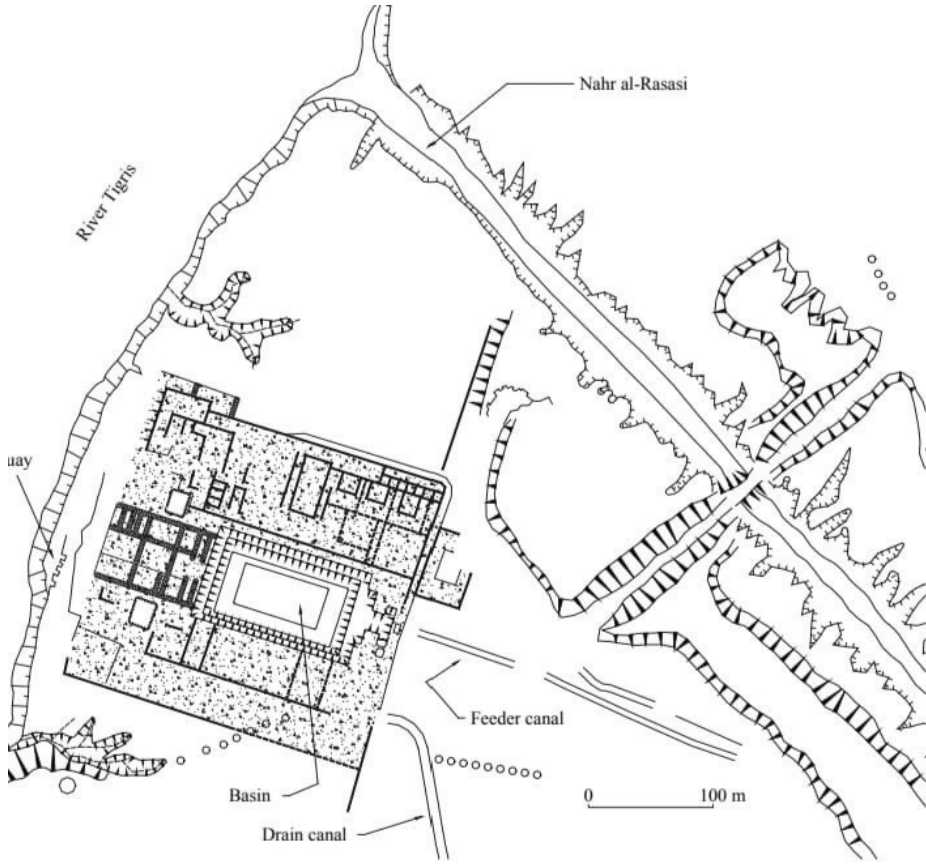 Nahr al-Rasasi
River Tigris
uay
Feeder canal
0 100 m
Basin
Drain canal